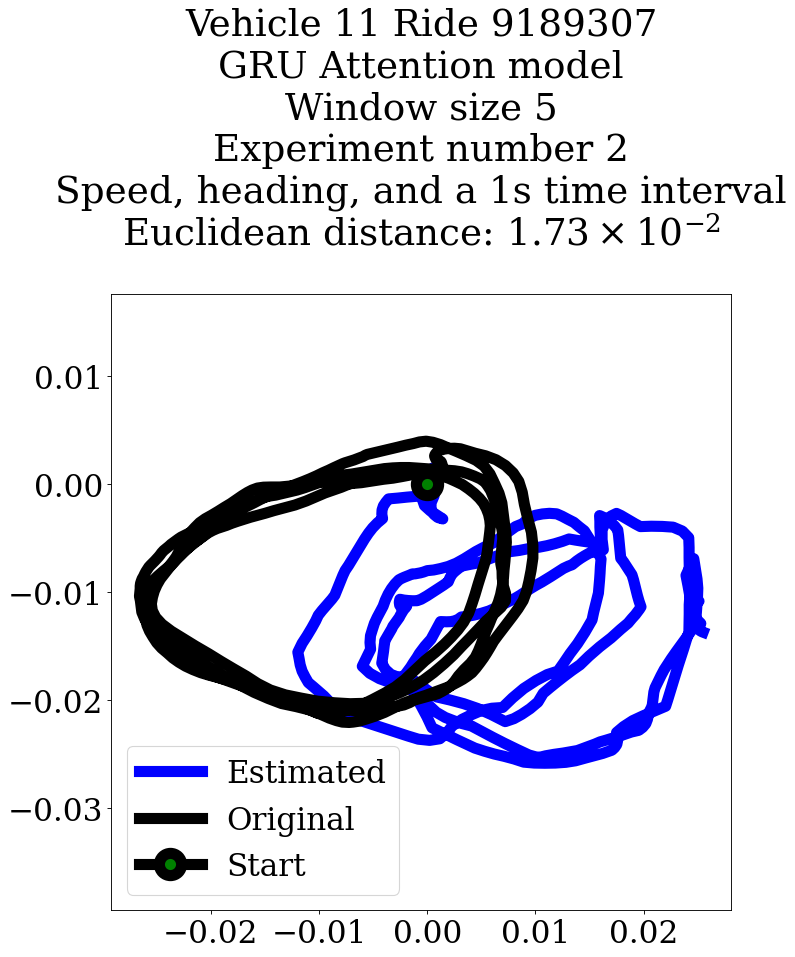 Vehicle 11 Ride 9189307
GRU Attention model
Window size 5
Experiment number 2
Speed, heading, and a 1s time interval
Euclidean distance: 1.73 × 10⁻²
0.01
0.00
−0.01
−0.02
−0.03
Estimated
Original
Start
−0.02 −0.01 0.00 0.01 0.02